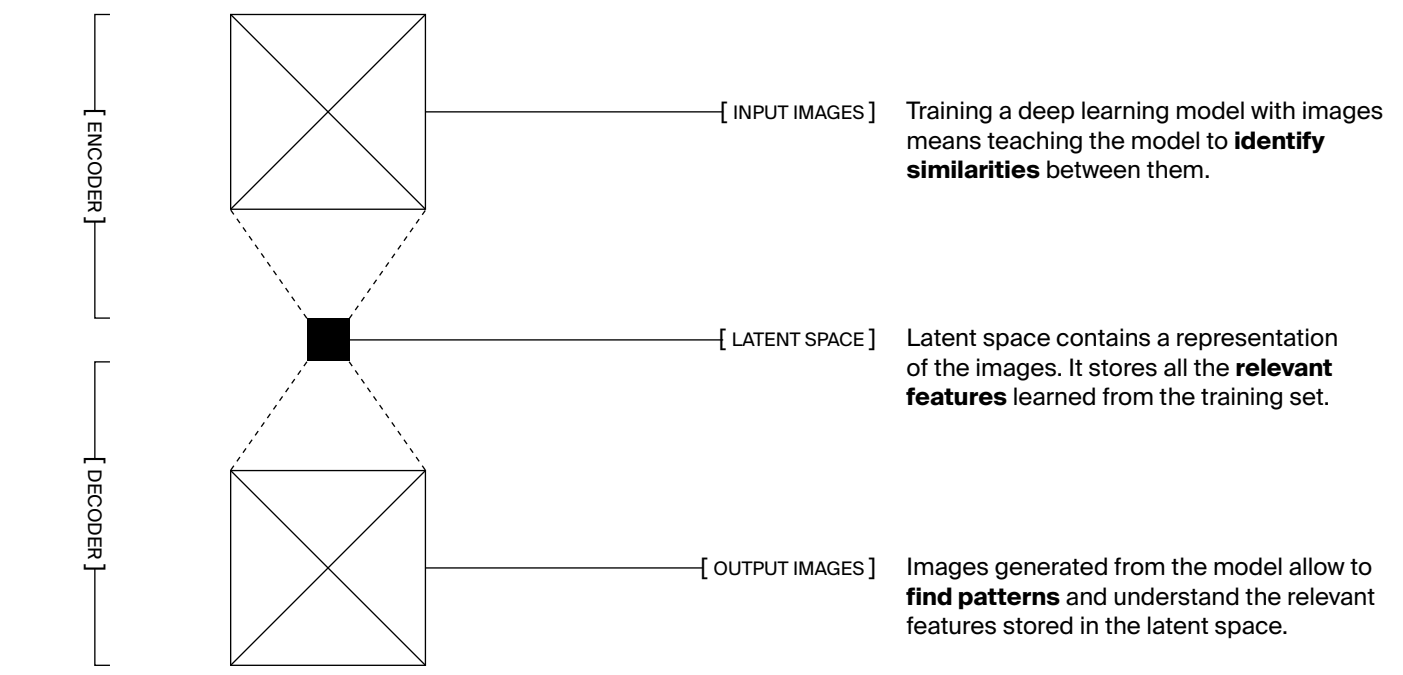 [ ENCODER ]
[ INPUT IMAGES ]
Training a deep learning model with images
means teaching the model to identify
similarities between them.
[ LATENT SPACE ]
Latent space contains a representation
of the images. It stores all the relevant
features learned from the training set.
[ DECODER ]
[ OUTPUT IMAGES ]
Images generated from the model allow to
find patterns and understand the relevant
features stored in the latent space.